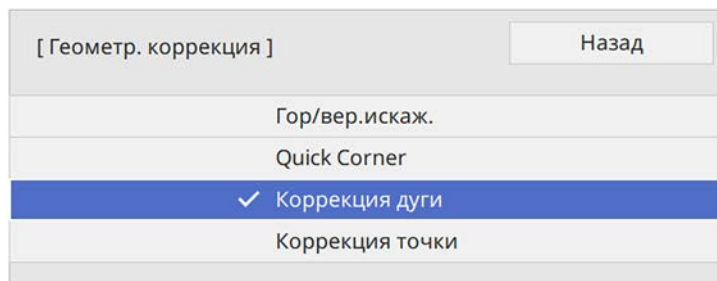 [ Геометр. коррекция ]
Назад
Гор/вер.искаж.
Quick Corner
Коррекция дуги
Коррекция точки